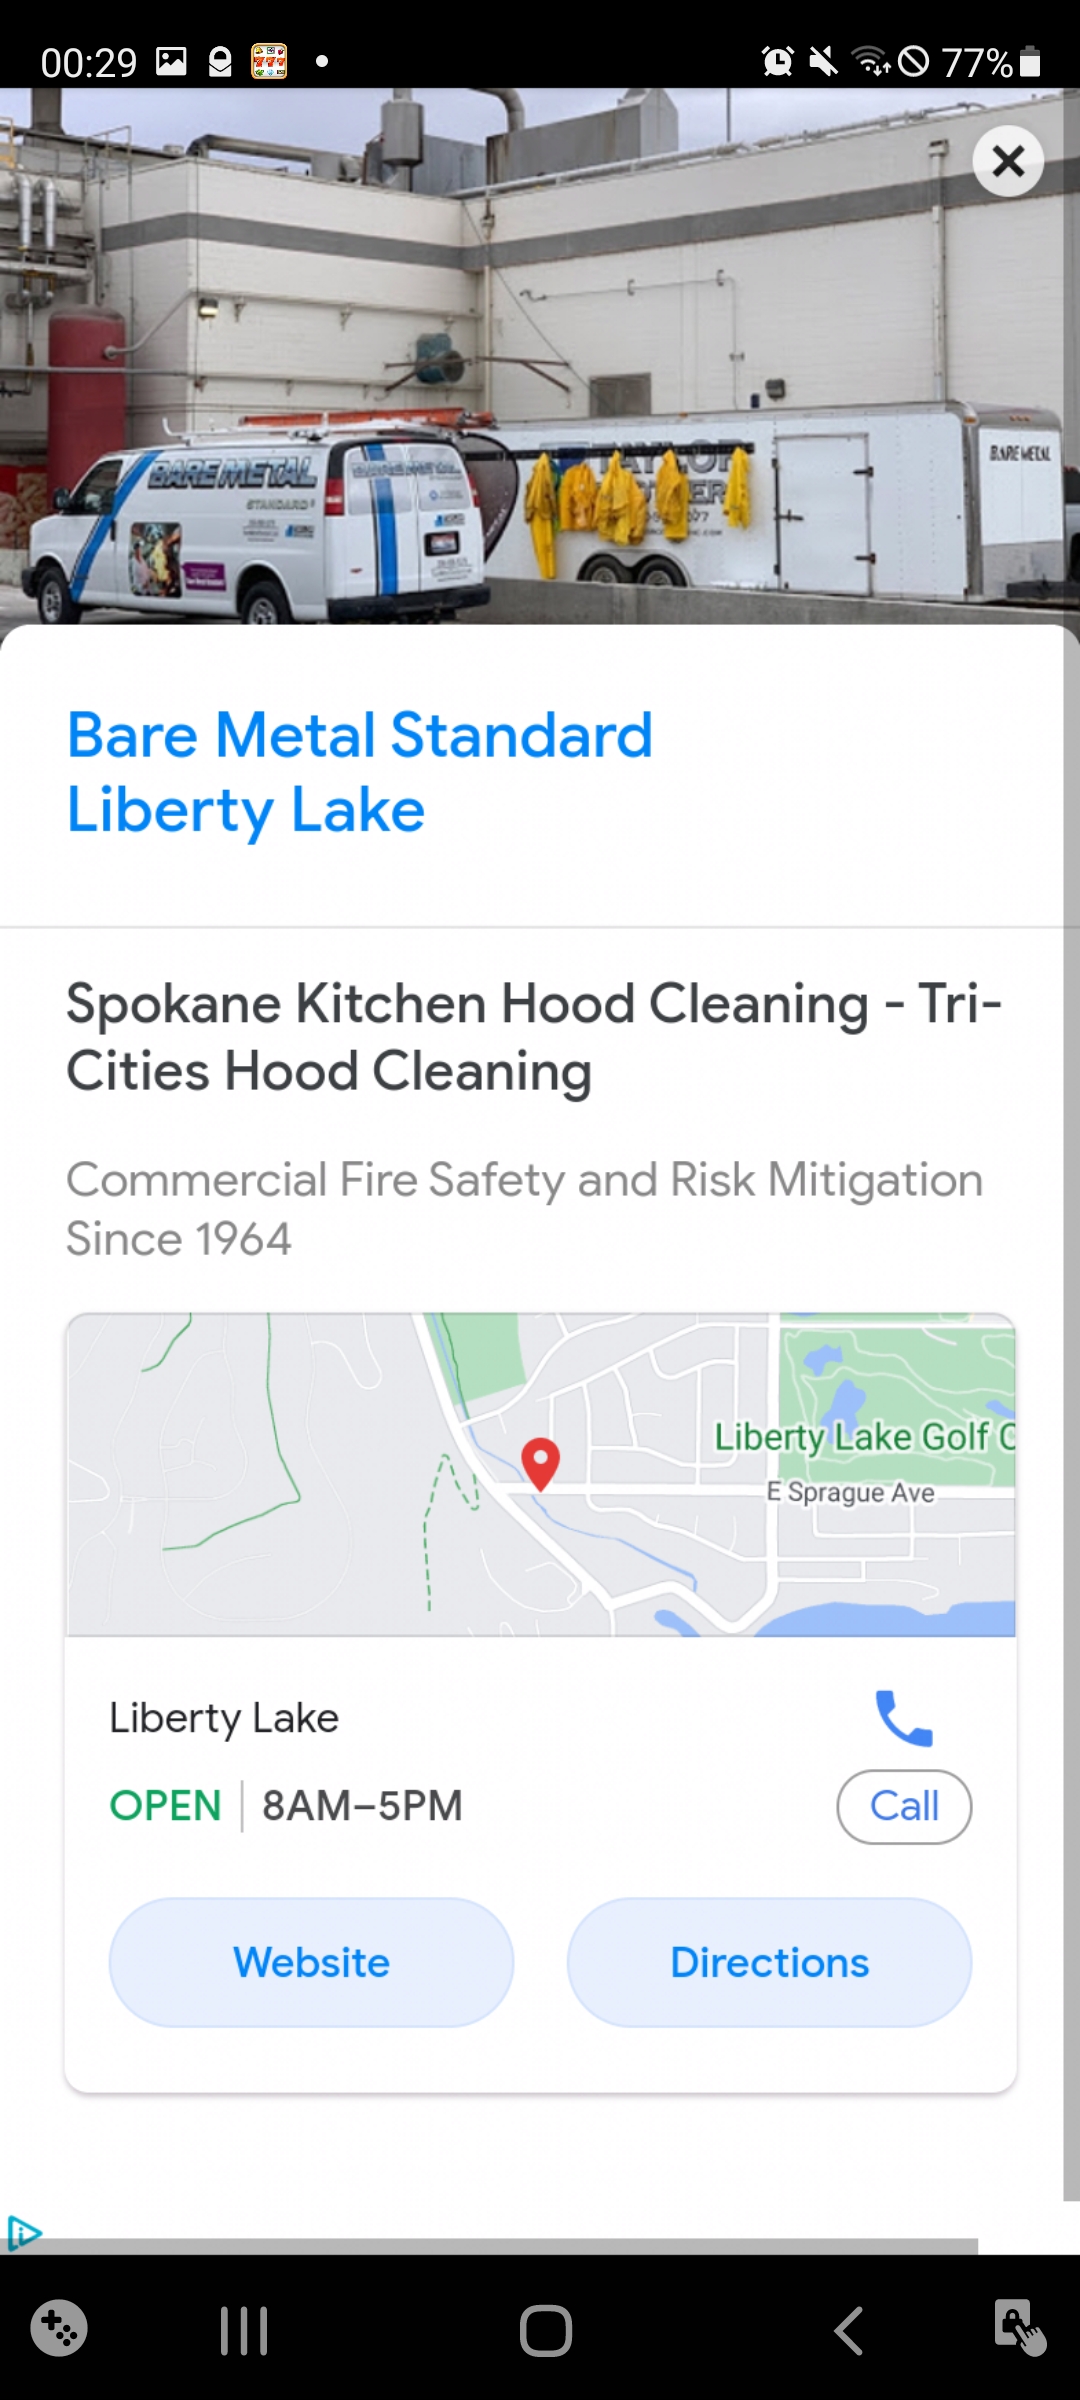 00:29
77%
BARE METAL
STANDARD
TAYLOR
BARE METAL
Bare Metal Standard
Liberty Lake
Spokane Kitchen Hood Cleaning - Tri-
Cities Hood Cleaning
Commercial Fire Safety and Risk Mitigation
Since 1964
Liberty Lake Golf C
E Sprague Ave
Liberty Lake
OPEN | 8AM–5PM
Call
Website
Directions